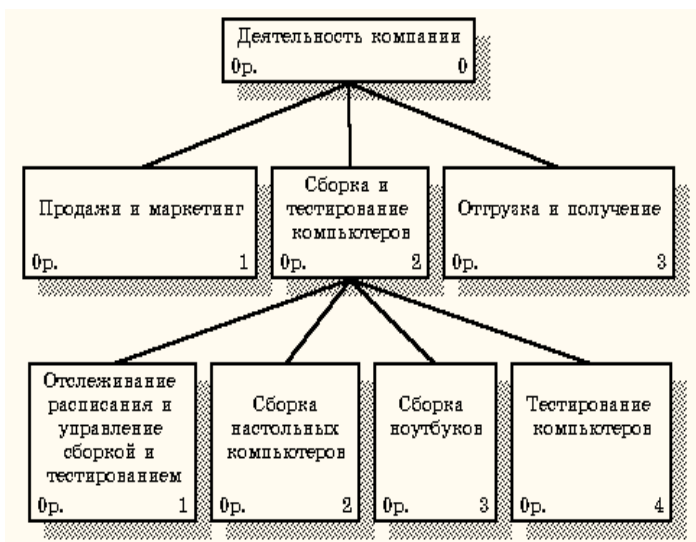 Деятельность компании
0р. 0
Продажи и маркетинг
0р. 1
Сборка и
тестирование
компьютеров
0р. 2
Отгрузка и получение
0р. 3
Отслеживание
расписания и
управление
сборкой и
тестированием
0р. 1
Сборка
настольных
компьютеров
0р. 2
Сборка
ноутбуков
0р. 3
Тестирование
компьютеров
0р. 4